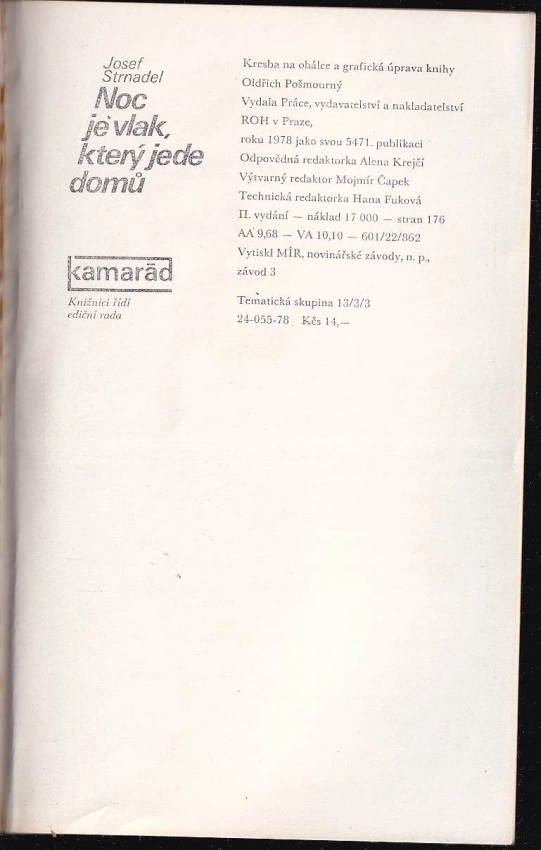 Josef
Strnadel
Noc
je vlak,
který jede
domů
kamarád
Knižnici řídí
ediční rada
Kresba na obálce a grafická úprava knihy
Oldřich Pošmourný
Vydala Práce, vydavatelství a nakladatelství
ROH v Praze,
roku 1978 jako svou 5471. publikaci
Odpovědná redaktorka Alena Krejčí
Výtvarný redaktor Mojmír Čapek
Technická redaktorka Hana Fuková
II. vydání — náklad 17 000 — stran 176
AA 9,68 — VA 10,10 — 601/22/862
Vytiskl MÍR, novinářské závody, n. p.,
závod 3
Tematická skupina 13/3/3
24-055-78 Kčs 14,—